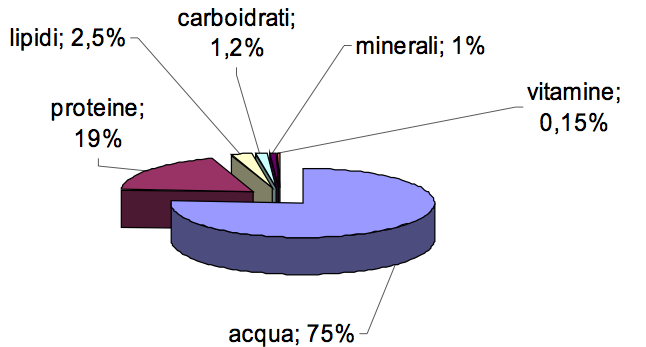 carboidrati;
1,2%
lipidi; 2,5%
minerali; 1%
vitamine;
0,15%
proteine;
19%
acqua; 75%